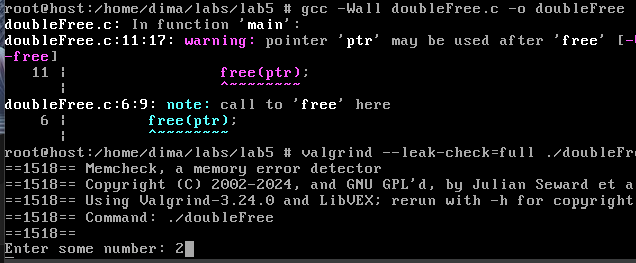 root@host:/home/dima/labs/lab5 # gcc -Wall doubleFree.c -o doubleFree
doubleFree.c: In function 'main':
doubleFree.c:11:17: warning: pointer 'ptr' may be used after 'free' [-
-free]
11 | free(ptr);
| ^~~~~~~~~
doubleFree.c:6:9: note: call to 'free' here
6 | free(ptr);
| ^~~~~~~~~
root@host:/home/dima/labs/lab5 # valgrind --leak-check=full ./doubleFre
==1518== Memcheck, a memory error detector
==1518== Copyright (C) 2002-2024, and GNU GPL'd, by Julian Seward et a
==1518== Using Valgrind-3.24.0 and LibVEX; rerun with -h for copyright
==1518== Command: ./doubleFree
==1518==
Enter some number: 2